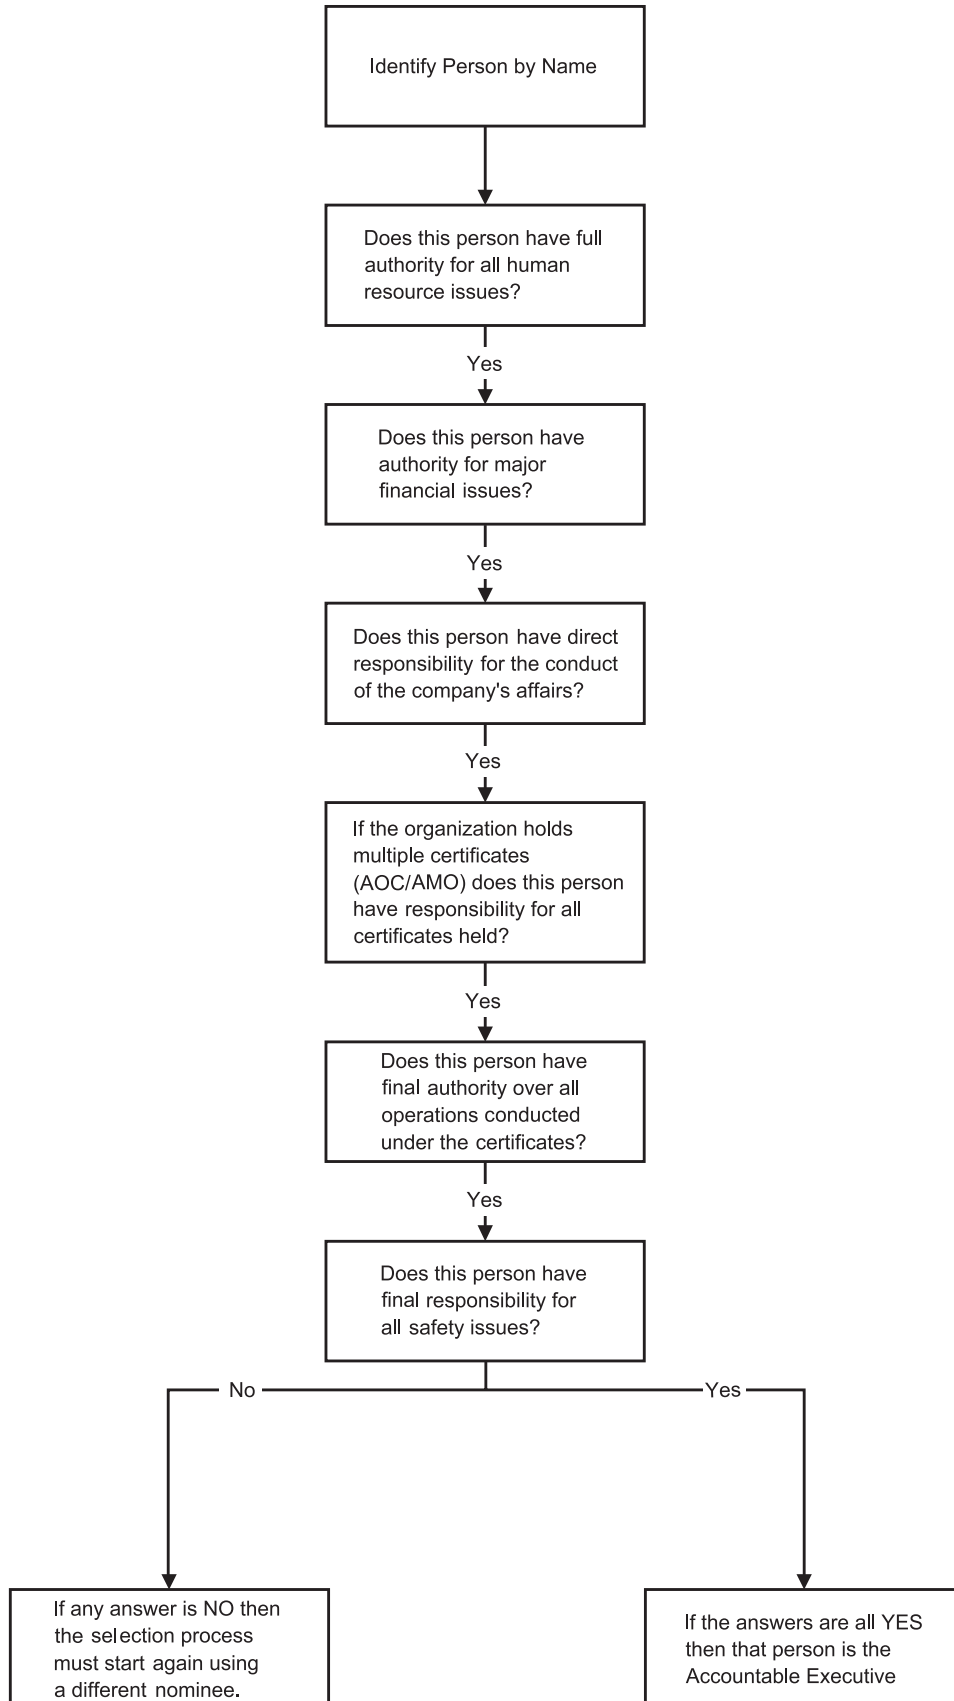 Identify Person by Name
Does this person have full
authority for all human
resource issues?
Yes
Does this person have
authority for major
financial issues?
Yes
Does this person have direct
responsibility for the conduct
of the company's affairs?
Yes
If the organization holds
multiple certificates
(AOC/AMO) does this person
have responsibility for all
certificates held?
Yes
Does this person have
final authority over all
operations conducted
under the certificates?
Yes
Does this person have
final responsibility for
all safety issues?
No
Yes
If any answer is NO then
the selection process
must start again using
a different nominee.
If the answers are all YES
then that person is the
Accountable Executive